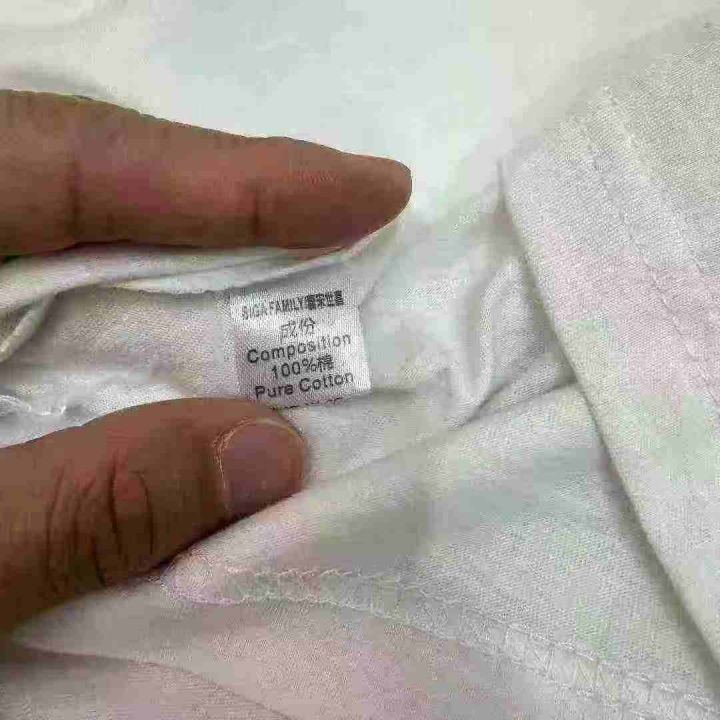 SIGA FAMILY
成份
Composition
100%棉
Pure Cotton